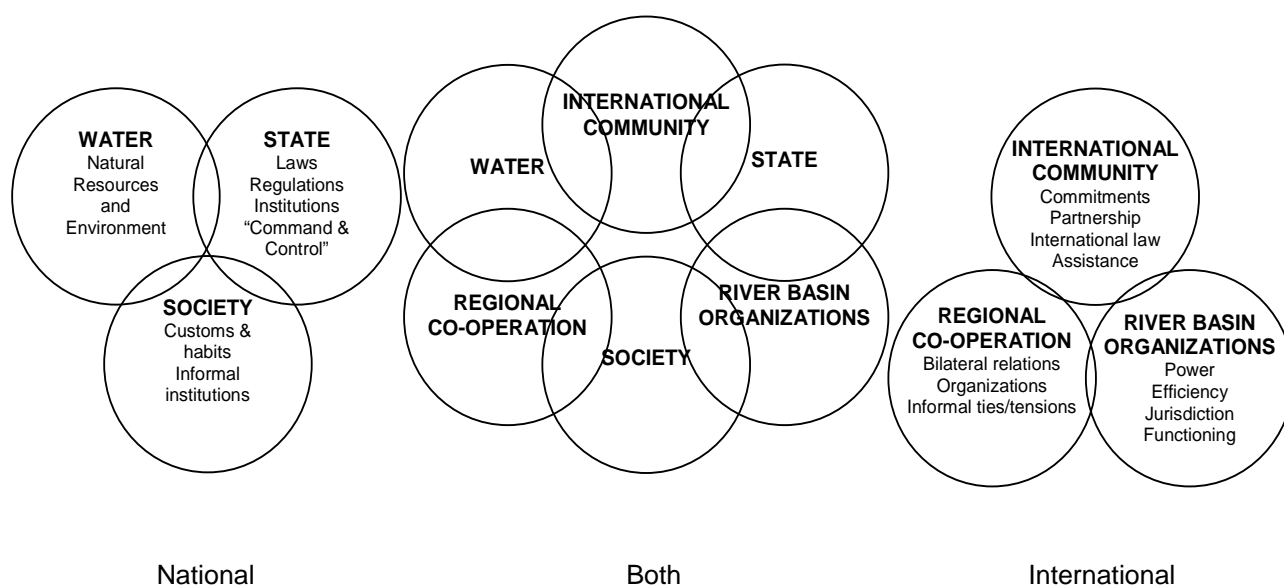 WATER
Natural
Resources
and
Environment
STATE
Laws
Regulations
Institutions
“Command &
Control”
SOCIETY
Customs &
habits
Informal
institutions
INTERNATIONAL
COMMUNITY
WATER
STATE
REGIONAL
CO-OPERATION
RIVER BASIN
ORGANIZATIONS
SOCIETY
INTERNATIONAL
COMMUNITY
Commitments
Partnership
International law
Assistance
REGIONAL
CO-OPERATION
Bilateral relations
Organizations
Informal ties/tensions
RIVER BASIN
ORGANIZATIONS
Power
Efficiency
Jurisdiction
Functioning
National
Both
International